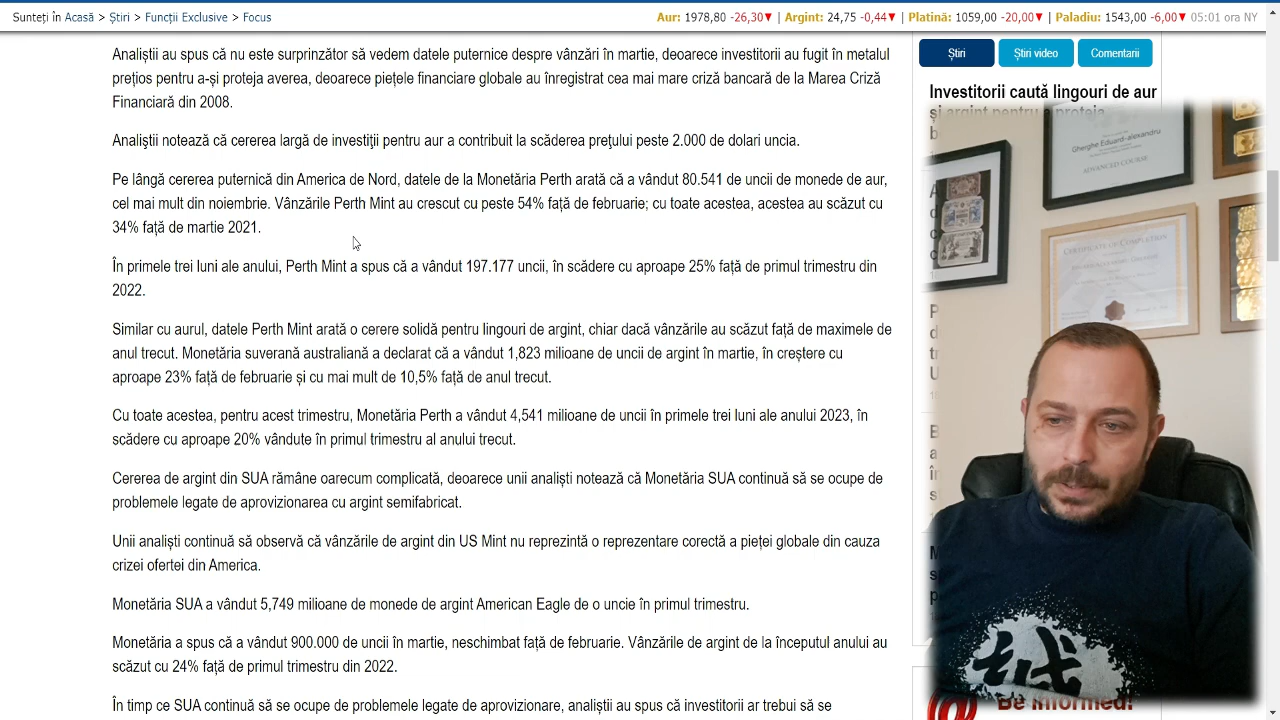 Sunteți în Acasă > Știri > Funcții Exclusive > Focus
Aur: 1978,80 -26,30▼ | Argint: 24,75 -0,44▼ | Platină: 1059,00 -20,00▼ | Paladiu: 1543,00 -6,00▼ 05:01 ora NY
Analiștii au spus că nu este surprinzător să vedem datele puternice despre vânzări în martie, deoarece investitorii au fugit în metalul
prețios pentru a-și proteja averea, deoarece piețele financiare globale au înregistrat cea mai mare criză bancară de la Marea Criză
Financiară din 2008.
Analiștii notează că cererea largă de investiții pentru aur a contribuit la scăderea prețului peste 2.000 de dolari uncia.
Pe lângă cererea puternică din America de Nord, datele de la Monetăria Perth arată că a vândut 80.541 de uncii de monede de aur,
cel mai mult din noiembrie. Vânzările Perth Mint au crescut cu peste 54% față de februarie; cu toate acestea, acestea au scăzut cu
34% față de martie 2021.
În primele trei luni ale anului, Perth Mint a spus că a vândut 197.177 uncii, în scădere cu aproape 25% față de primul trimestru din
2022.
Similar cu aurul, datele Perth Mint arată o cerere solidă pentru lingouri de argint, chiar dacă vânzările au scăzut față de maximele de
anul trecut. Monetăria suverană australiană a declarat că a vândut 1,823 milioane de uncii de argint în martie, în creștere cu
aproape 23% față de februarie și cu mai mult de 10,5% față de anul trecut.
Cu toate acestea, pentru acest trimestru, Monetăria Perth a vândut 4,541 milioane de uncii în primele trei luni ale anului 2023, în
scădere cu aproape 20% vândute în primul trimestru al anului trecut.
Cererea de argint din SUA rămâne oarecum complicată, deoarece unii analiști notează că Monetăria SUA continuă să se ocupe de
problemele legate de aprovizionarea cu argint semifabricat.
Unii analiști continuă să observă că vânzările de argint din US Mint nu reprezintă o reprezentare corectă a pieței globale din cauza
crizei ofertei din America.
Monetăria SUA a vândut 5,749 milioane de monede de argint American Eagle de o uncie în primul trimestru.
Monetăria a spus că a vândut 900.000 de uncii în martie, neschimbat față de februarie. Vânzările de argint de la începutul anului au
scăzut cu 24% față de primul trimestru din 2022.
În timp ce SUA continuă să se ocupe de problemele legate de aprovizionare, analiștii au spus că investitorii ar trebui să se
Știri
Știri video
Comentarii
Investitorii caută lingouri de aur
și argint pentru a proteja
Gherghe Eduard-alexandru
ADVANCED COURSE
CERTIFICATE OF COMPLETION
Be Informed!